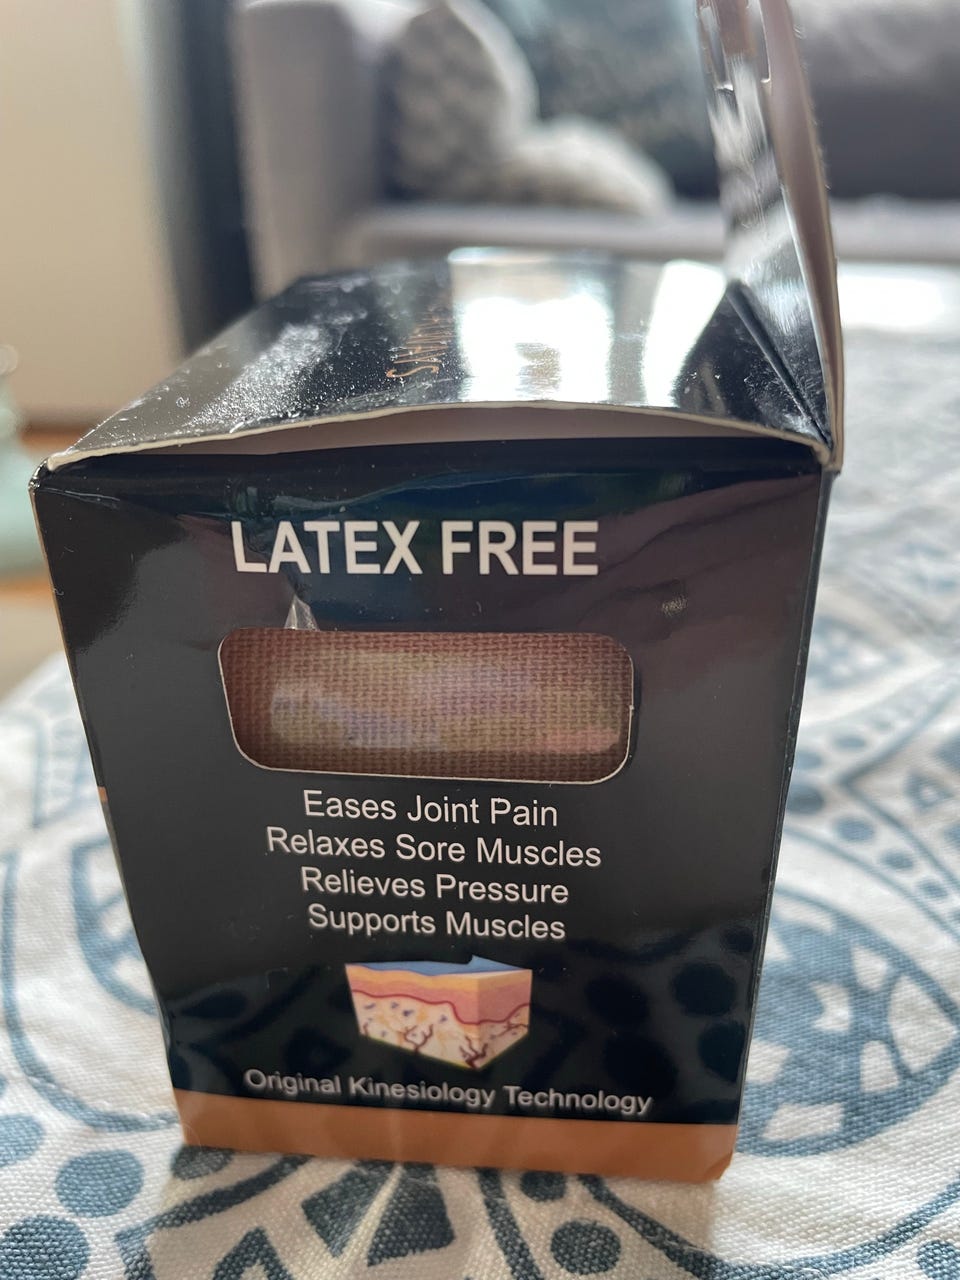 LATEX FREE
Eases Joint Pain
Relaxes Sore Muscles
Relieves Pressure
Supports Muscles
Original Kinesiology Technology